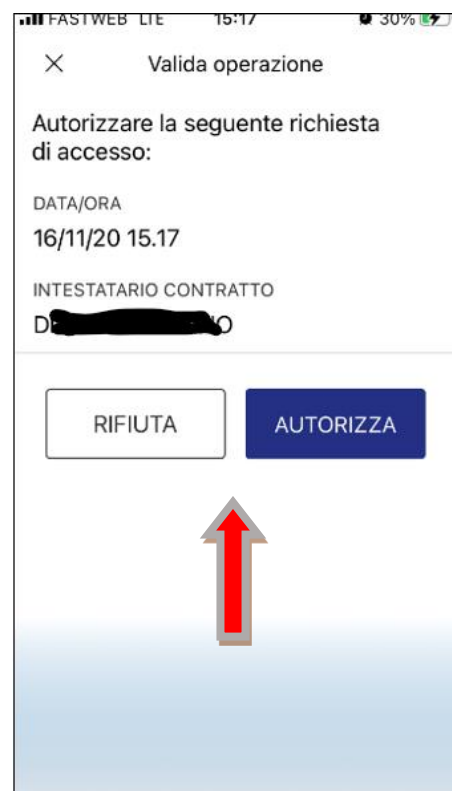 FASTWEB LTE 15:17 30%
Valida operazione
Autorizzare la seguente richiesta
di accesso:
DATA/ORA
16/11/20 15.17
INTESTATARIO CONTRATTO
RIFIUTA AUTORIZZA